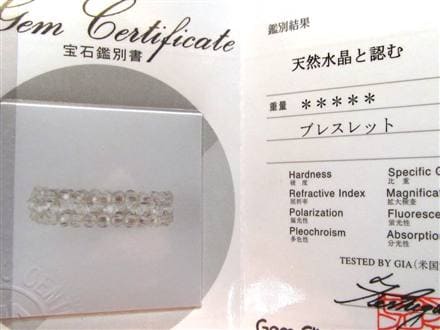 Gem Certificate
宝石鑑別書
鑑別結果
天然水晶と認む
重量 *****
ブレスレット
Hardness
硬度
Refractive Index
屈折率
Polarization
偏光性
Pleochroism
多色性
Specific G
比重
Magnifica
拡大検査
Fluoresce
蛍光性
Absorption
分光性
TESTED BY GIA(米国